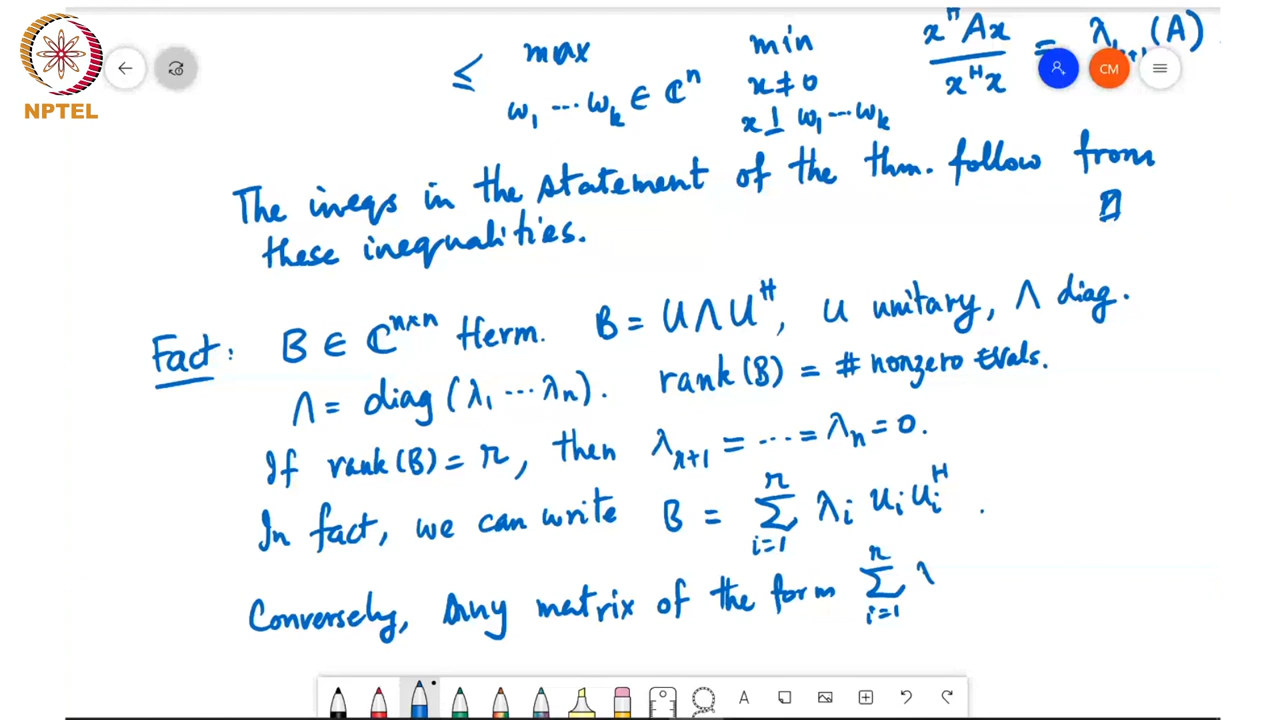 ≤ max min x^H A x / x^H x = λ_{k+1}(A)
w_1 ... w_k ∈ ℂ^n x ≠ 0
x ⊥ w_1 ... w_k
NPTEL
CM
The ineqs in the statement of the thm. follow from
these inequalities. □
Fact: B ∈ ℂ^{n×n} Herm. B = U Λ U^H, U unitary, Λ diag.
Λ = diag(λ_1 ... λ_n). rank(B) = # nonzero evals.
If rank(B) = r, then λ_{r+1} = ... = λ_n = 0.
In fact, we can write B = Σ_{i=1}^{r} λ_i u_i u_i^H.
Conversely, any matrix of the form Σ_{i=1}^{r}
A